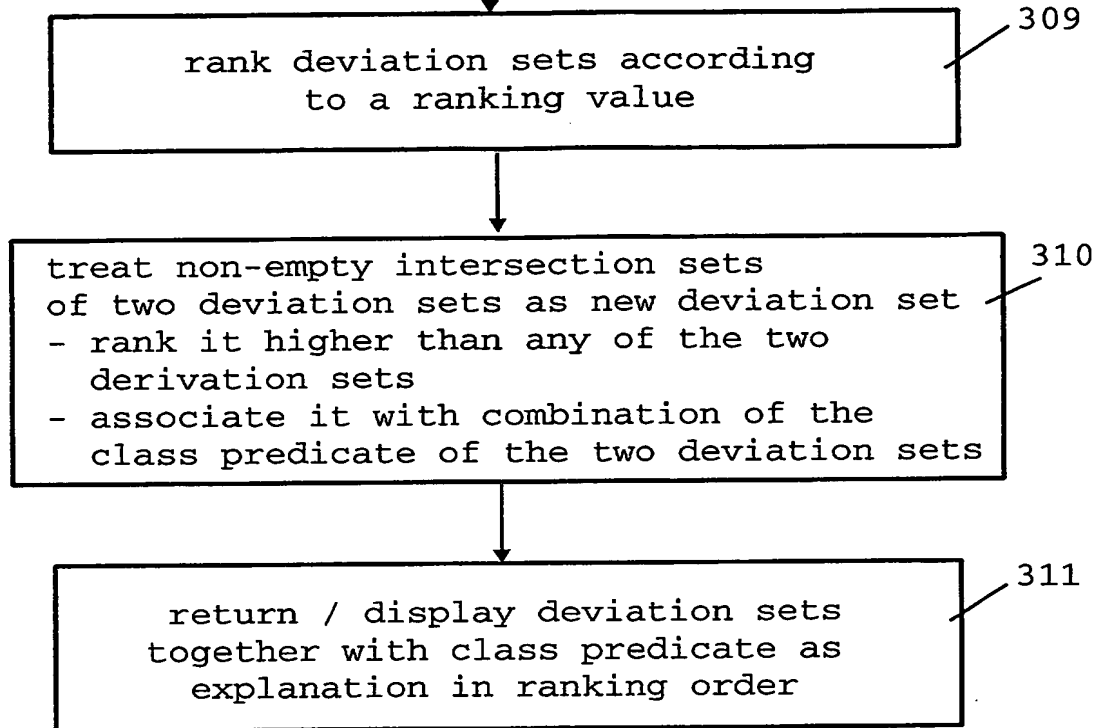 309
rank deviation sets according
to a ranking value
310
treat non-empty intersection sets
of two deviation sets as new deviation set
- rank it higher than any of the two
derivation sets
- associate it with combination of the
class predicate of the two deviation sets
311
return / display deviation sets
together with class predicate as
explanation in ranking order